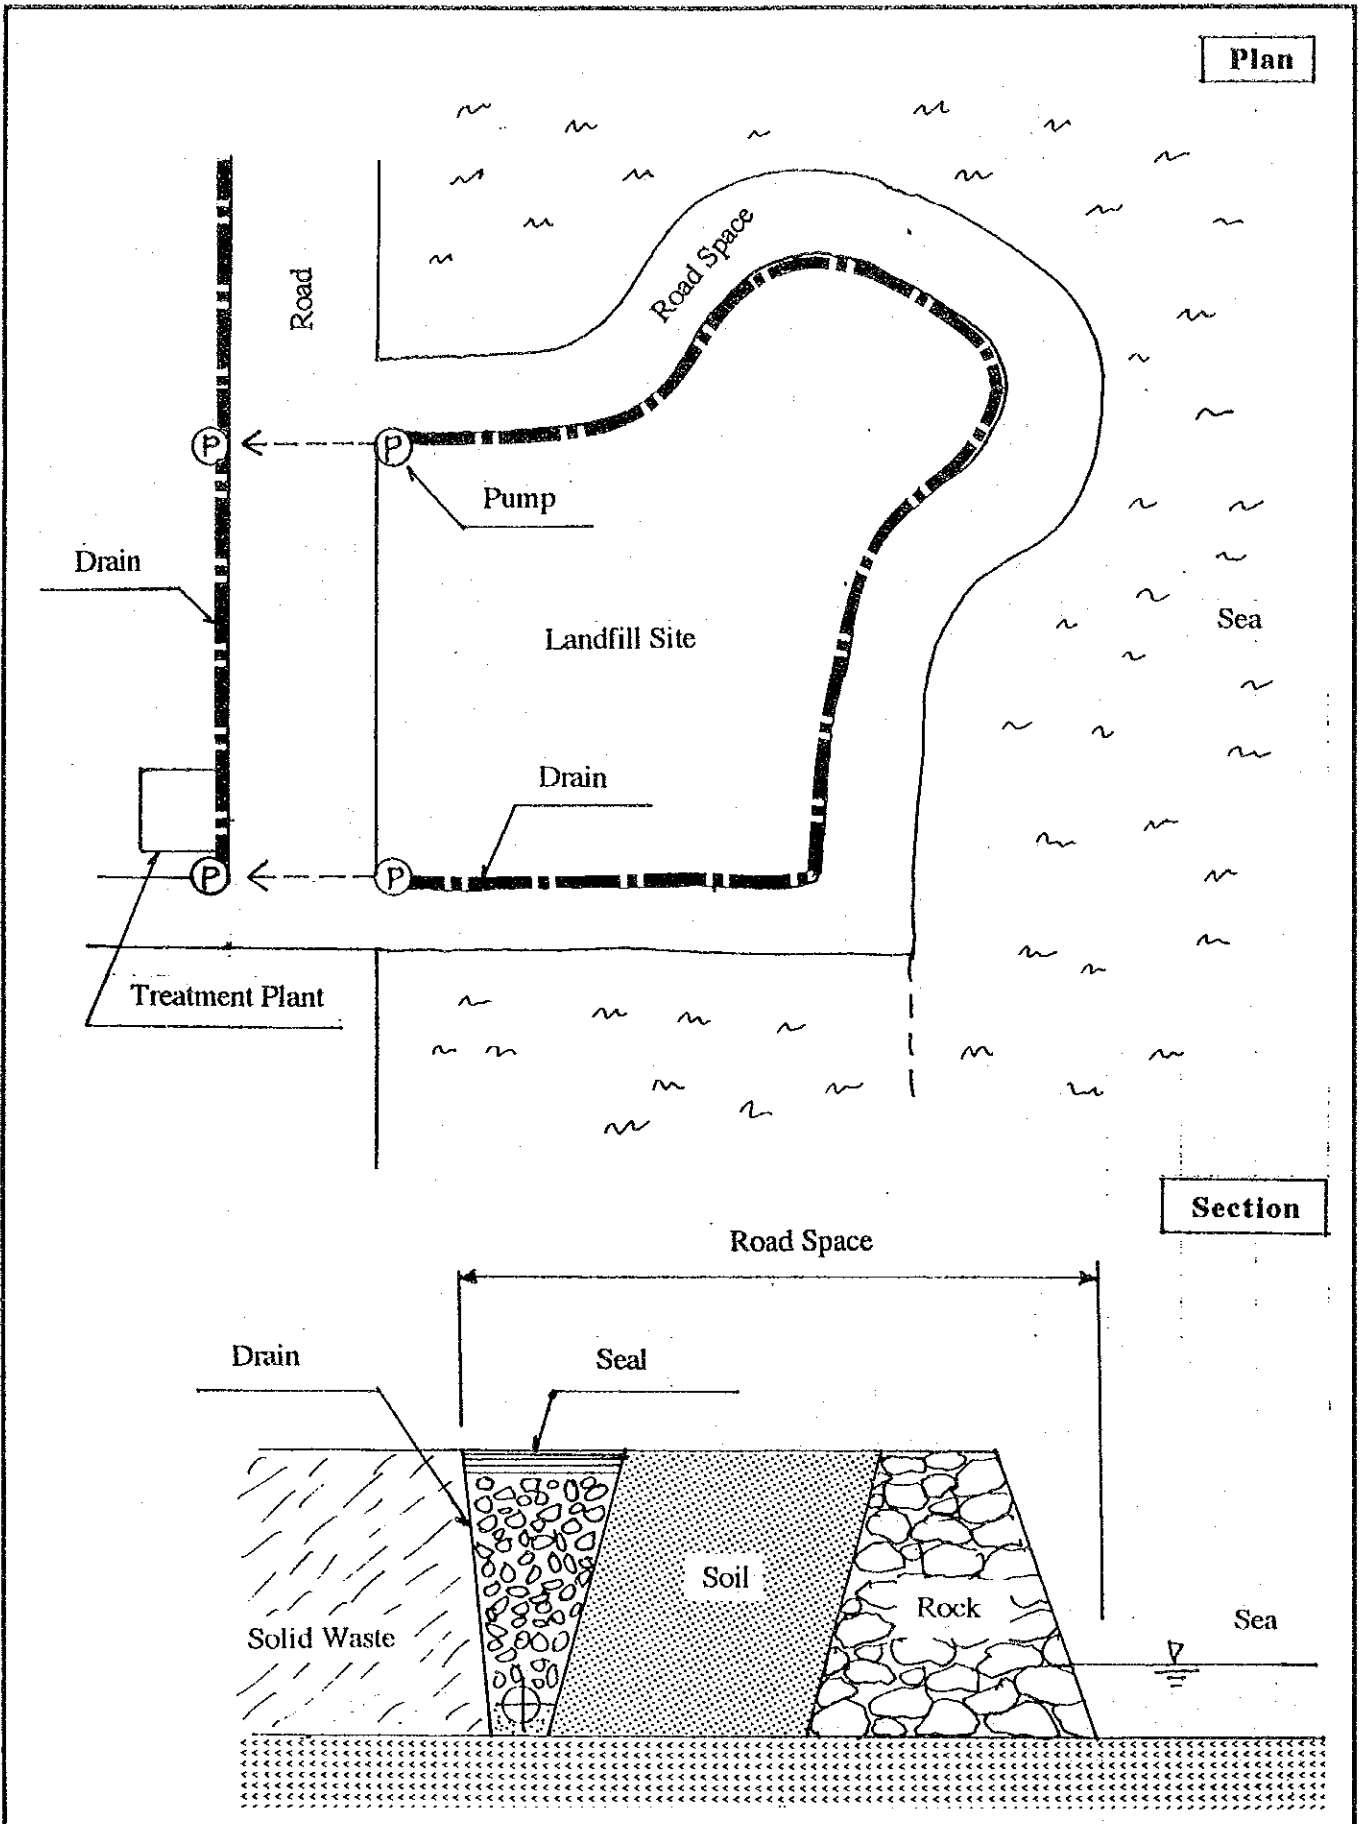 Plan
Road
Road Space
P
P
Pump
Drain
Landfill Site
Sea
Drain
P
P
Treatment Plant
Section
Road Space
Drain
Seal
Soil
Rock
Solid Waste
Sea